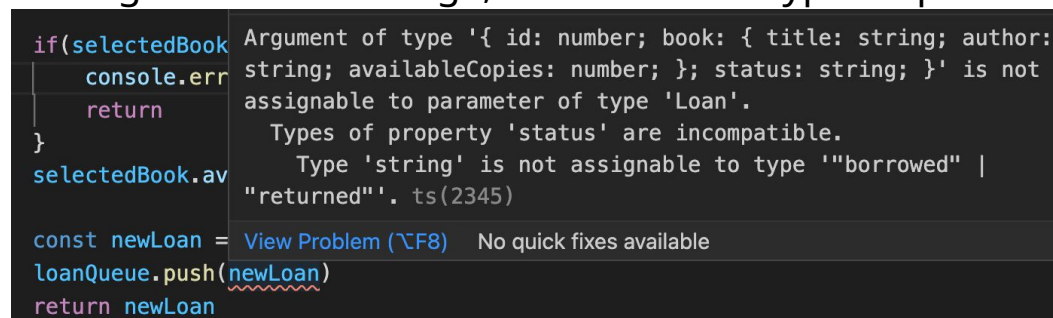 if(selectedBook
console.err
return
}
selectedBook.av
const newLoan =
loanQueue.push(newLoan)
return newLoan
Argument of type '{ id: number; book: { title: string; author:
string; availableCopies: number; }; status: string; }' is not
assignable to parameter of type 'Loan'.
Types of property 'status' are incompatible.
Type 'string' is not assignable to type '"borrowed" |
"returned"'. ts(2345)
View Problem (⌥F8) No quick fixes available